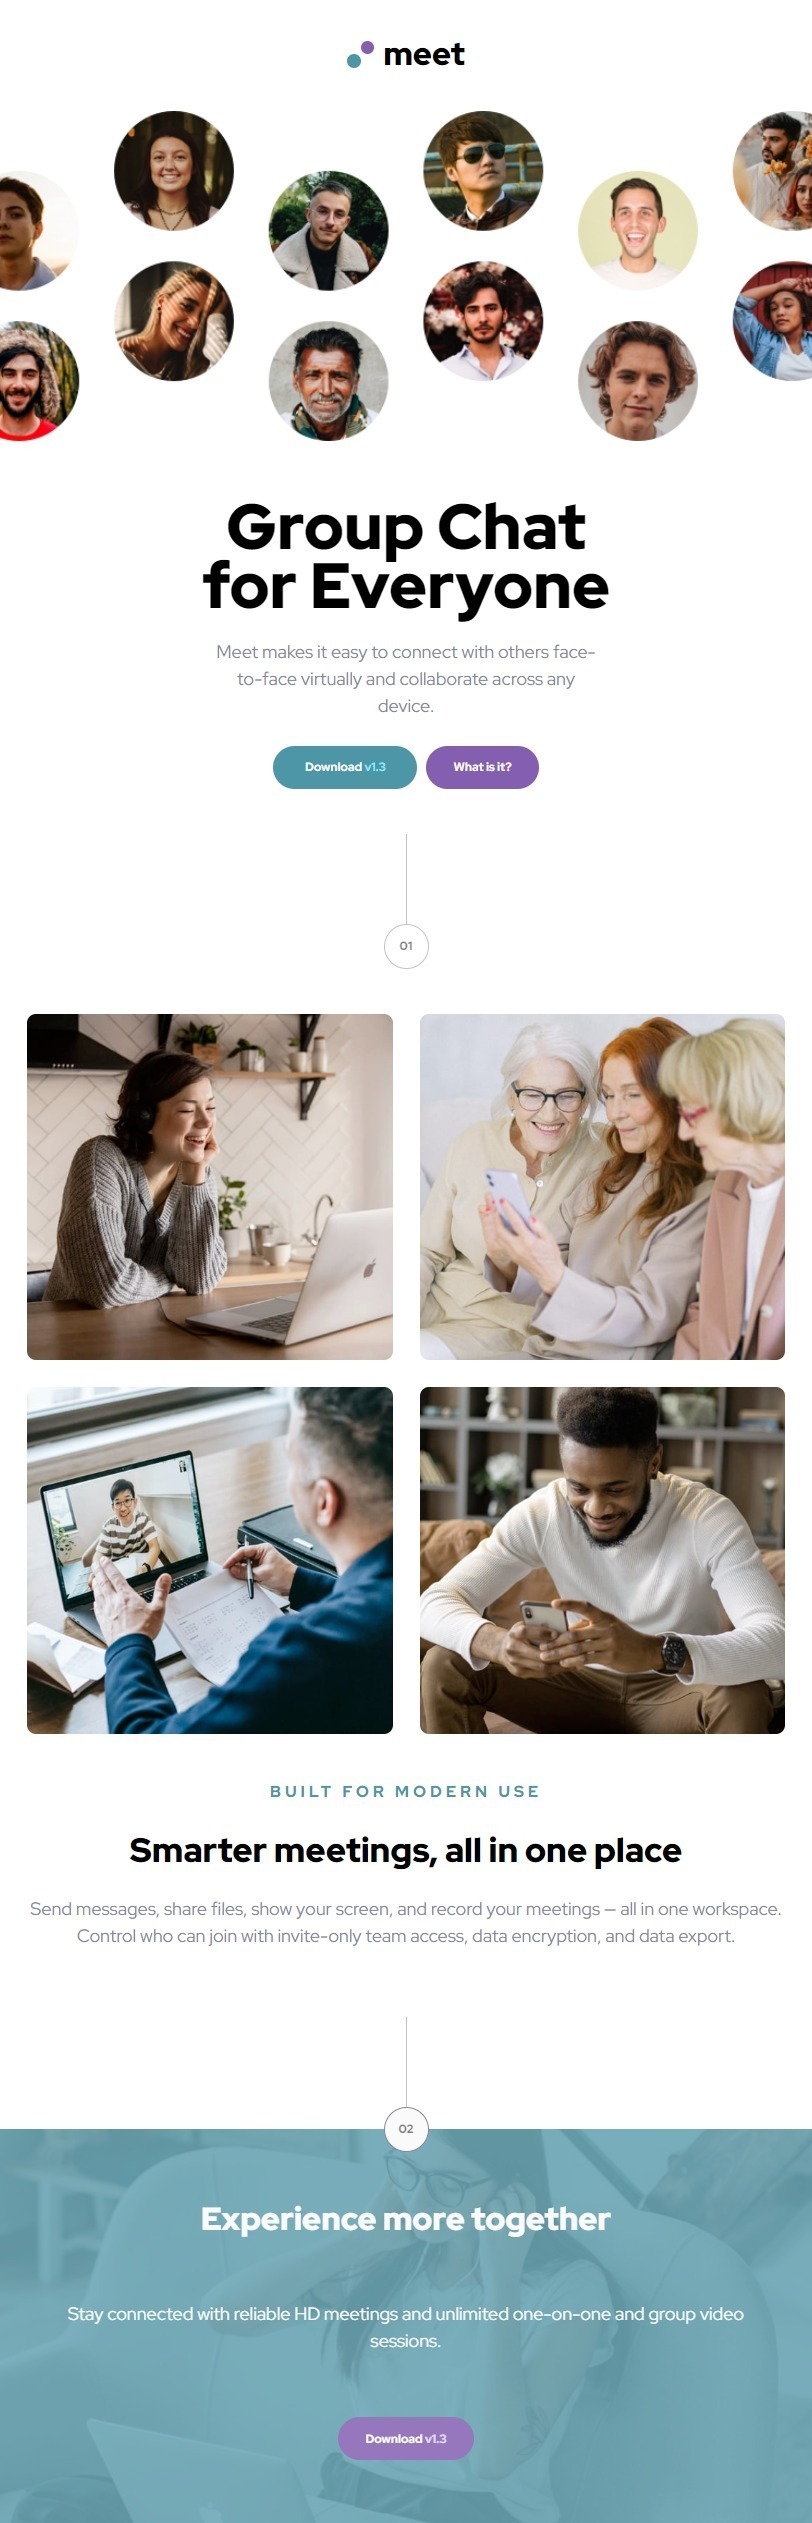 meet
Group Chat
for Everyone
Meet makes it easy to connect with others face-
to-face virtually and collaborate across any
device.
Download v1.3
What is it?
01
BUILT FOR MODERN USE
Smarter meetings, all in one place
Send messages, share files, show your screen, and record your meetings — all in one workspace.
Control who can join with invite-only team access, data encryption, and data export.
02
Experience more together
Stay connected with reliable HD meetings and unlimited one-on-one and group video
sessions.
Download v1.3